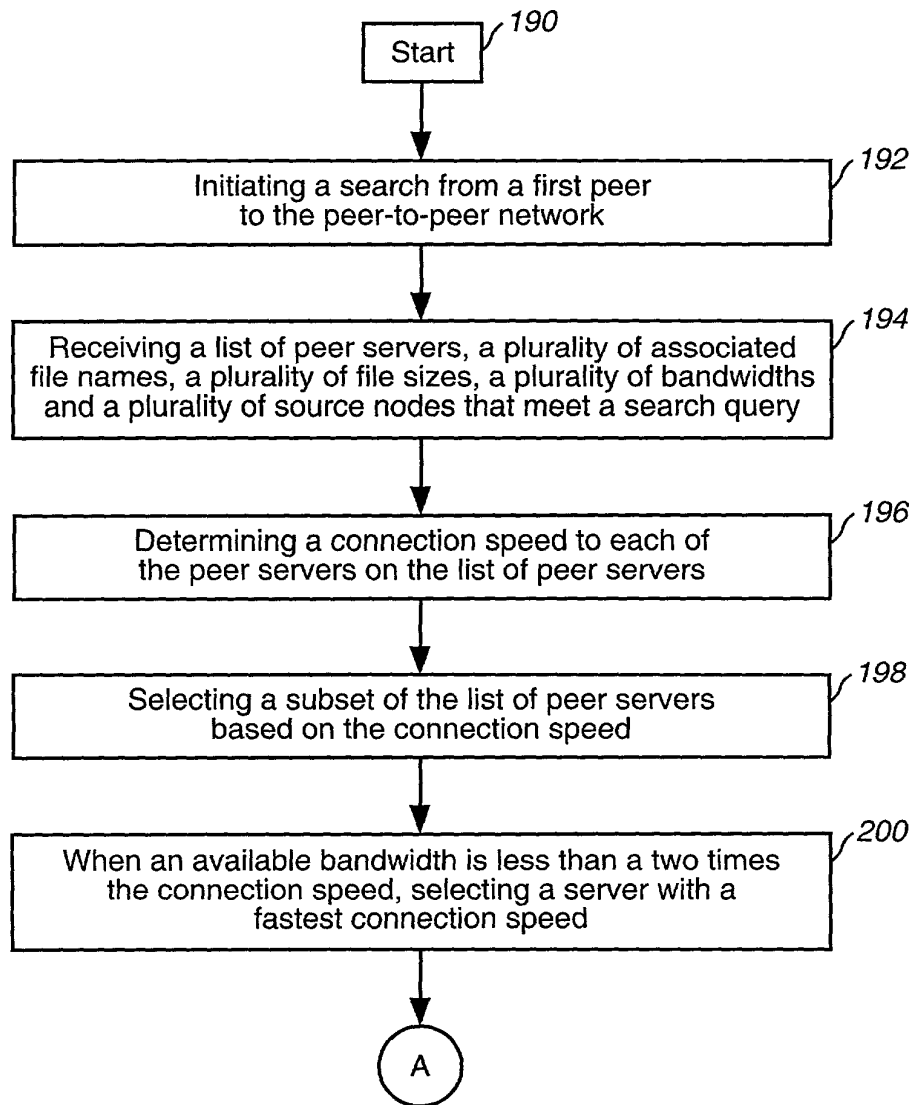 Start
190
Initiating a search from a first peer
to the peer-to-peer network
192
Receiving a list of peer servers, a plurality of associated
file names, a plurality of file sizes, a plurality of bandwidths
and a plurality of source nodes that meet a search query
194
Determining a connection speed to each of
the peer servers on the list of peer servers
196
Selecting a subset of the list of peer servers
based on the connection speed
198
When an available bandwidth is less than a two times
the connection speed, selecting a server with a
fastest connection speed
200
A